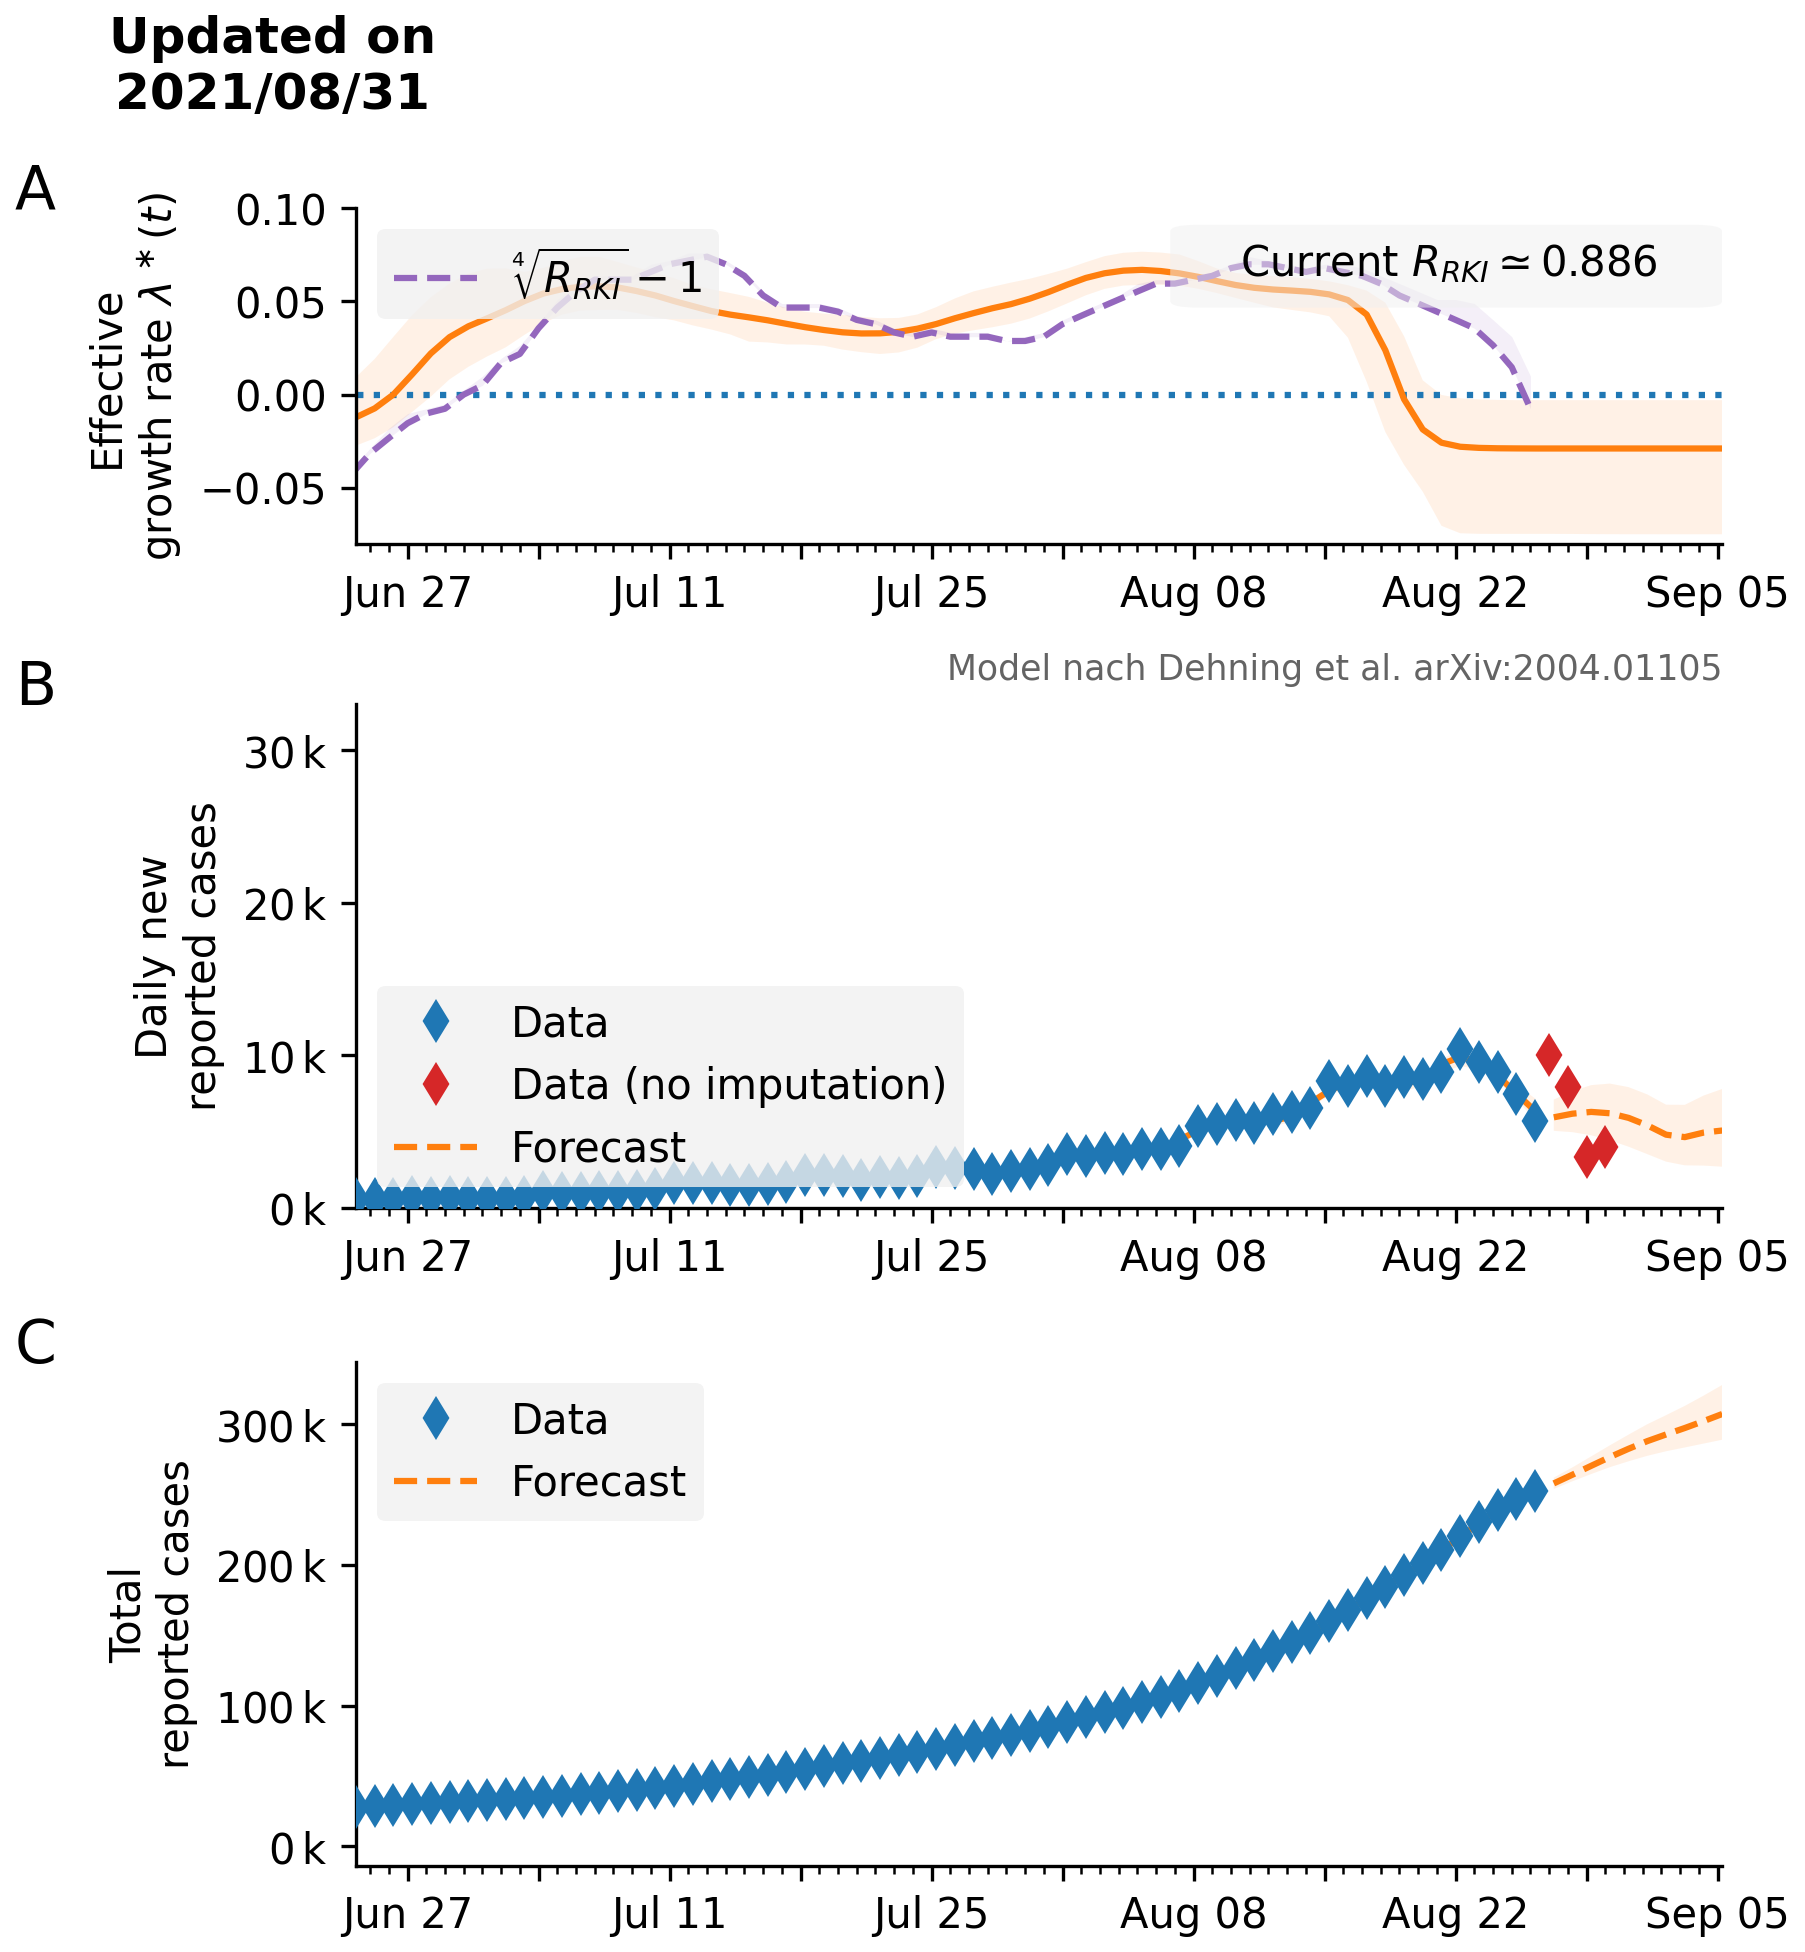 Updated on
2021/08/31
A
Effective
growth rate λ * (t)
0.10
0.05
0.00
−0.05
∜R_RKI − 1
Current R_RKI ≃ 0.886
Jun 27 Jul 11 Jul 25 Aug 08 Aug 22 Sep 05
Model nach Dehning et al. arXiv:2004.01105
B
Daily new
reported cases
30 k
20 k
10 k
0 k
Data
Data (no imputation)
Forecast
Jun 27 Jul 11 Jul 25 Aug 08 Aug 22 Sep 05
C
Total
reported cases
300 k
200 k
100 k
0 k
Data
Forecast
Jun 27 Jul 11 Jul 25 Aug 08 Aug 22 Sep 05